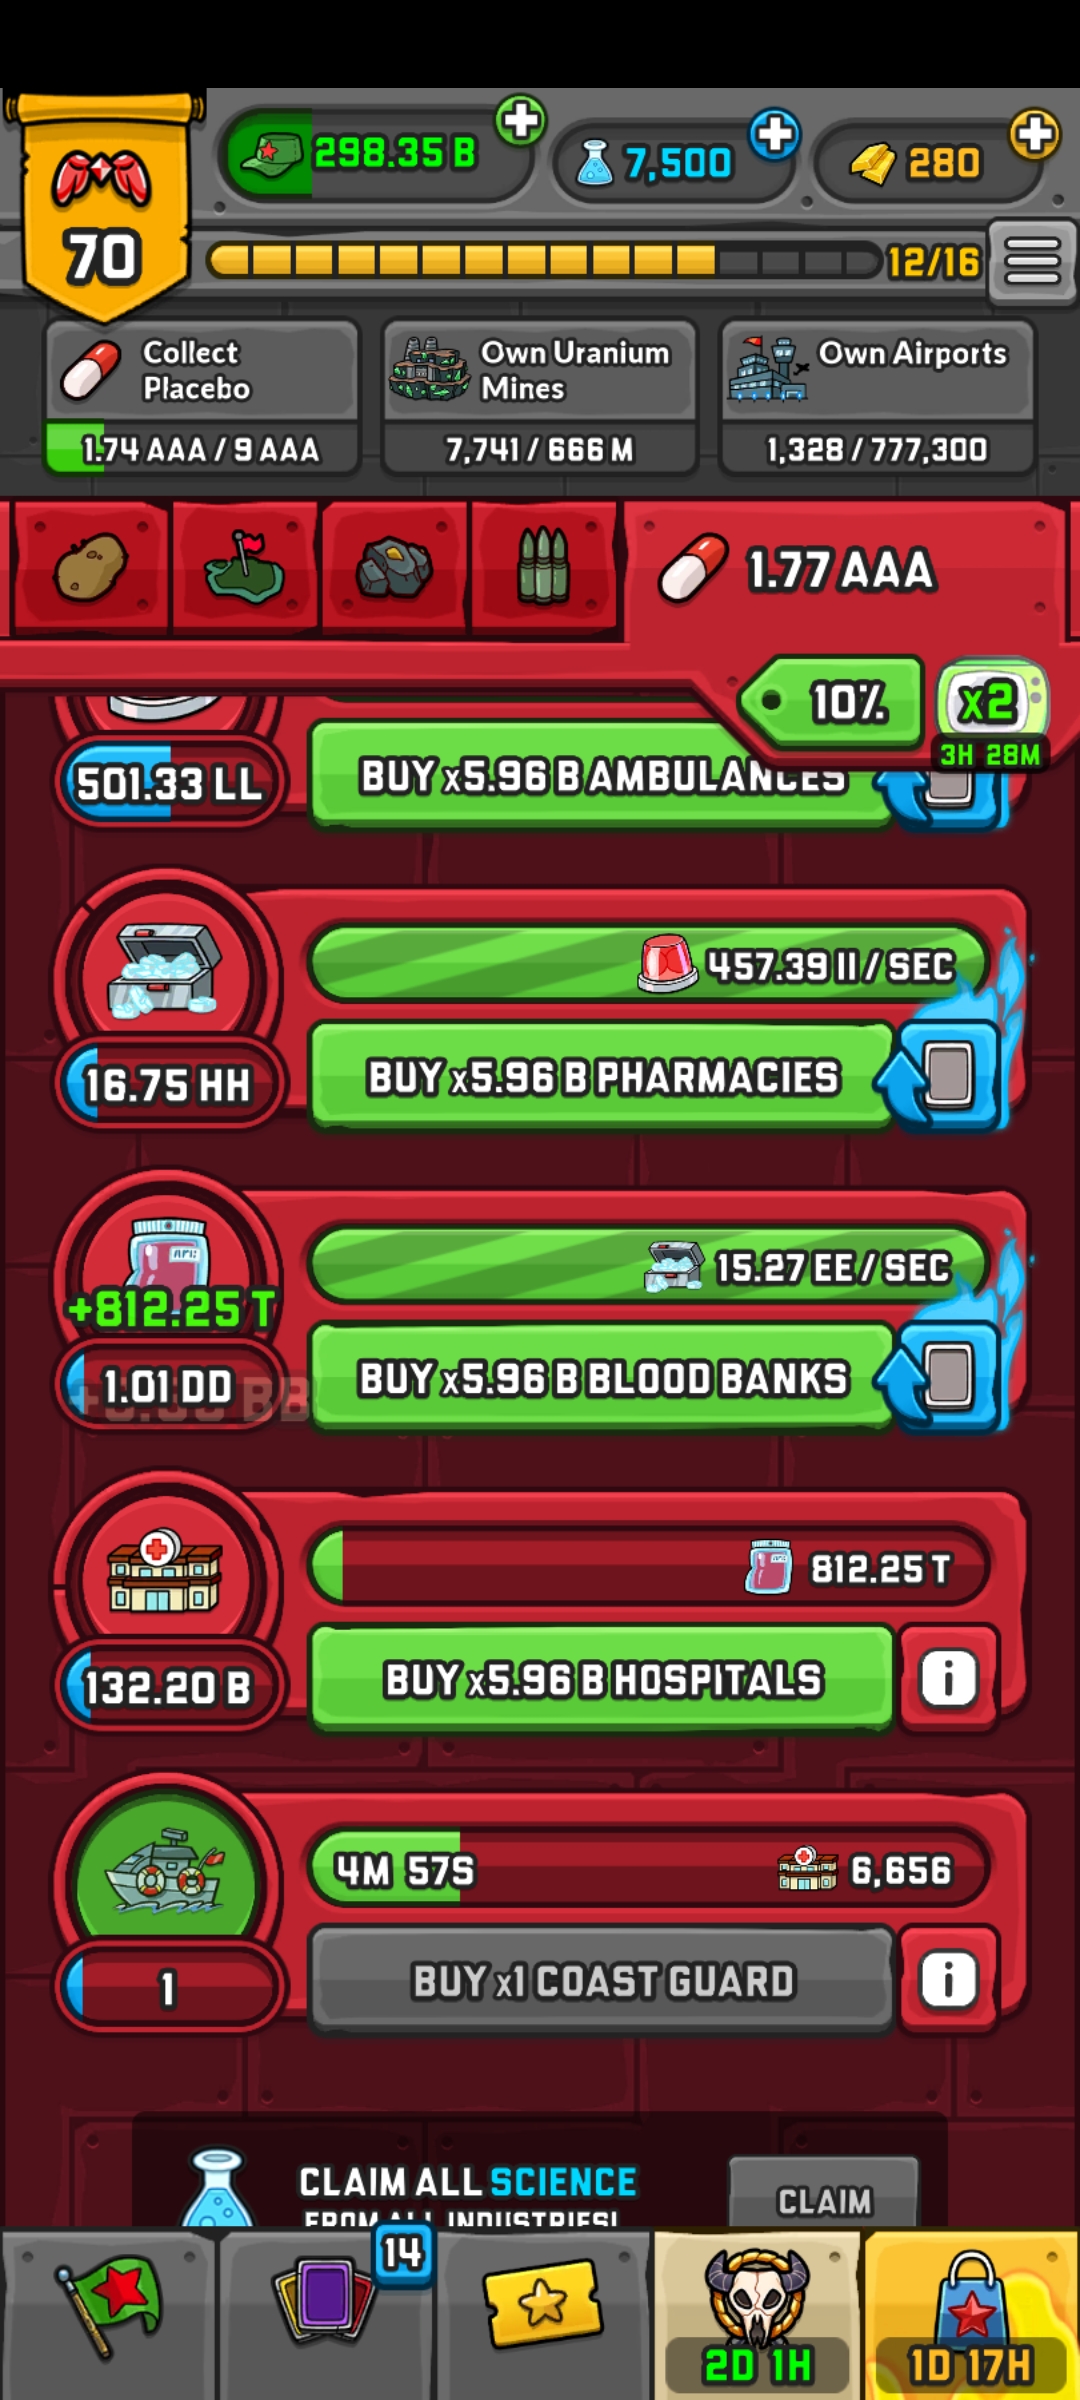 298.35 B
7,500
280
70
12/16
Collect
Placebo
Own Uranium
Mines
Own Airports
1.74 AAA / 9 AAA
7,741 / 666 M
1,328 / 777,300
1.77 AAA
10%
x2
3H 28M
501.33 LL
BUY x5.96 B AMBULANCES
457.39 II / SEC
16.75 HH
BUY x5.96 B PHARMACIES
15.27 EE / SEC
+812.25 T
1.01 DD
BUY x5.96 B BLOOD BANKS
812.25 T
132.20 B
BUY x5.96 B HOSPITALS
i
4M 57S
6,656
1
BUY x1 COAST GUARD
i
CLAIM ALL SCIENCE
FROM ALL INDUSTRIES!
CLAIM
14
2D 1H
1D 17H